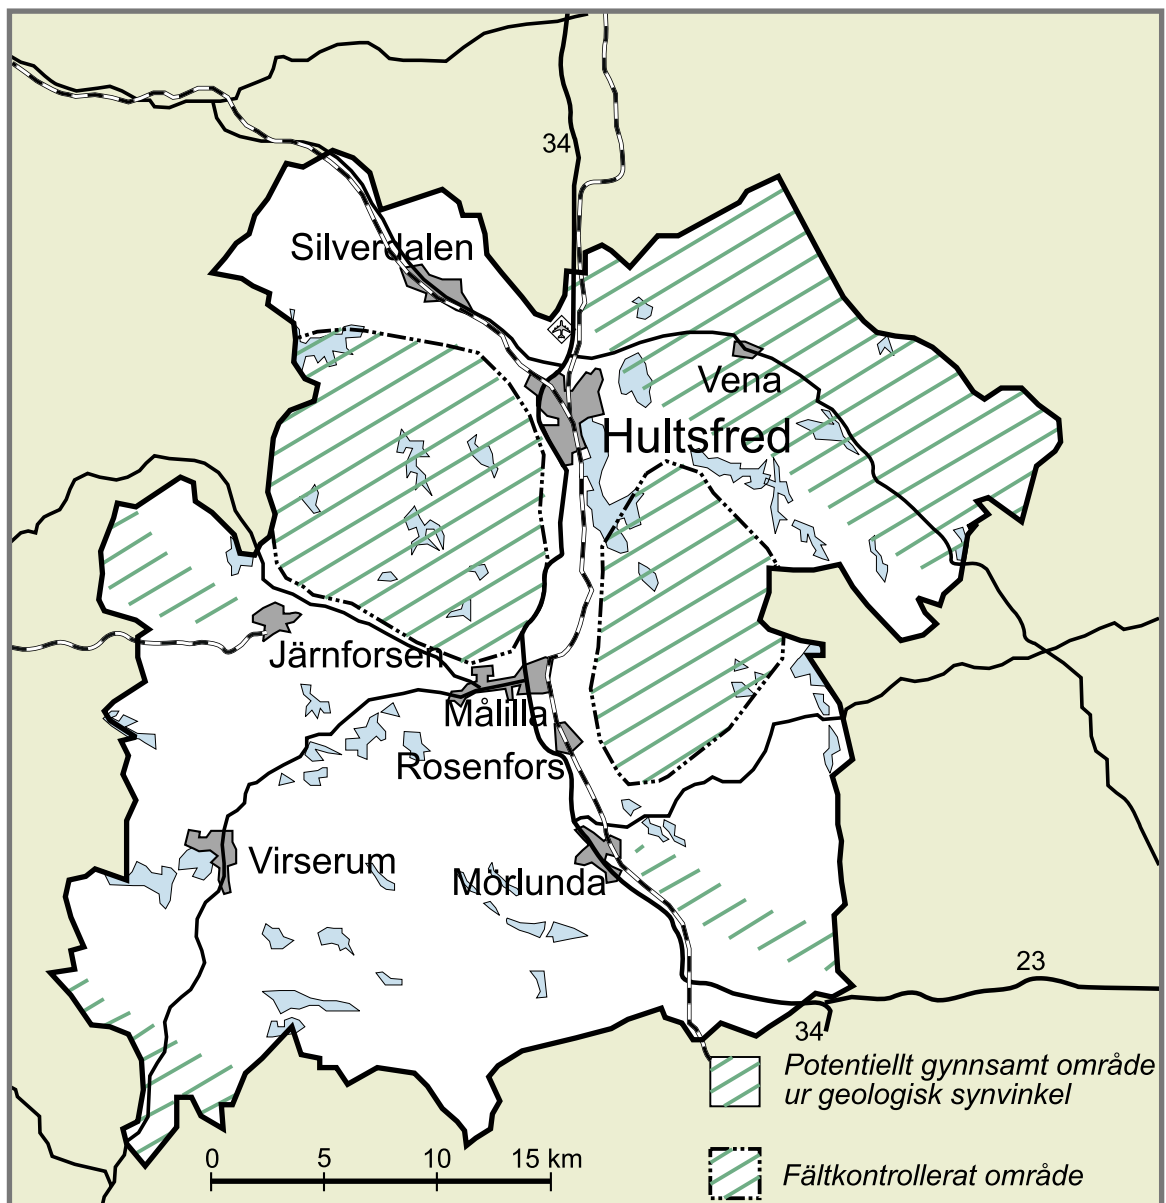 34
Silverdalen
Vena
Hultsfred
Järnforsen
Målilla
Rosenfors
Virserum
Mörlunda
23
34
Potentiellt gynnsamt område
ur geologisk synvinkel
0 5 10 15 km
Fältkontrollerat område